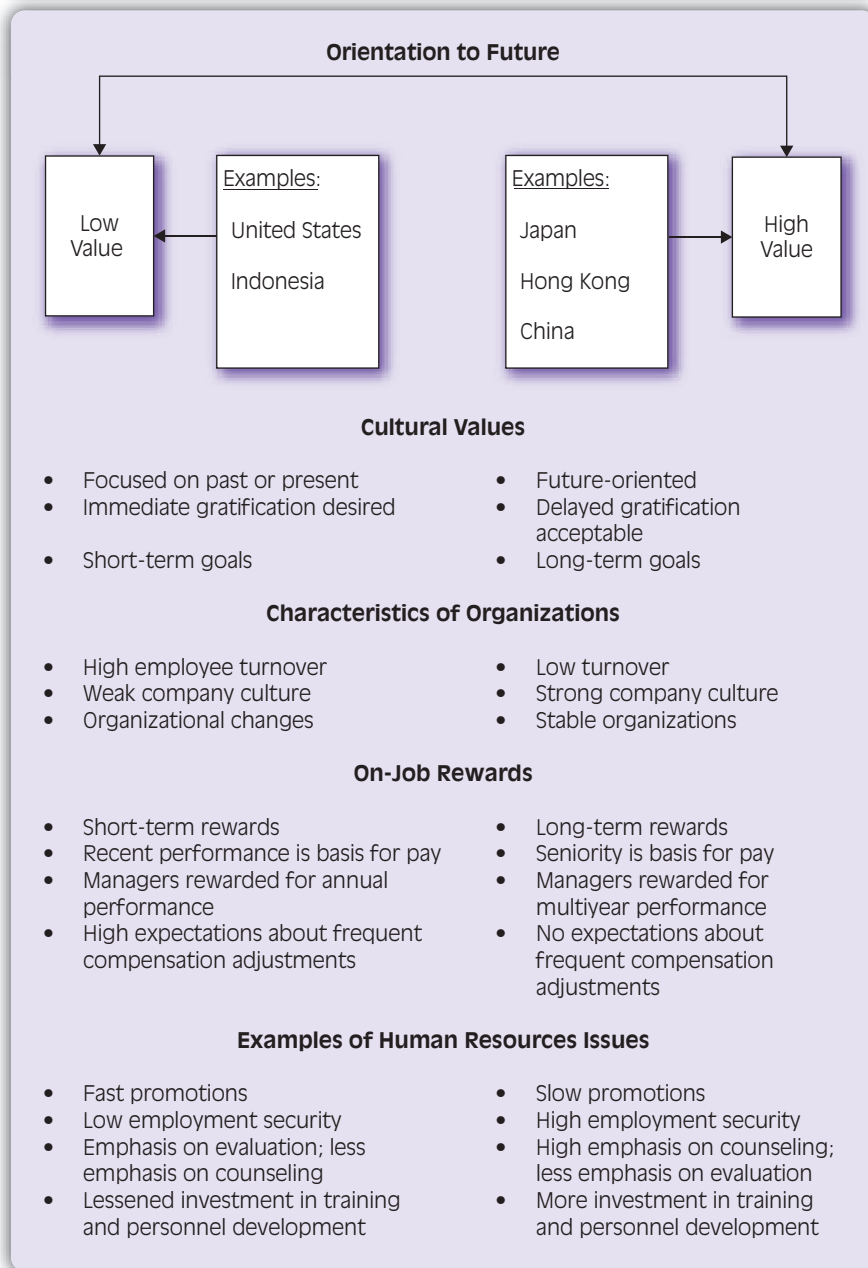 Orientation to Future
Low
Value
Examples:
United States
Indonesia
Examples:
Japan
Hong Kong
China
High
Value
Cultural Values
• Focused on past or present
• Immediate gratification desired
• Short-term goals
• Future-oriented
• Delayed gratification
acceptable
• Long-term goals
Characteristics of Organizations
• High employee turnover
• Weak company culture
• Organizational changes
• Low turnover
• Strong company culture
• Stable organizations
On-Job Rewards
• Short-term rewards
• Recent performance is basis for pay
• Managers rewarded for annual
performance
• High expectations about frequent
compensation adjustments
• Long-term rewards
• Seniority is basis for pay
• Managers rewarded for
multiyear performance
• No expectations about
frequent compensation
adjustments
Examples of Human Resources Issues
• Fast promotions
• Low employment security
• Emphasis on evaluation; less
emphasis on counseling
• Lessened investment in training
and personnel development
• Slow promotions
• High employment security
• High emphasis on counseling;
less emphasis on evaluation
• More investment in training
and personnel development